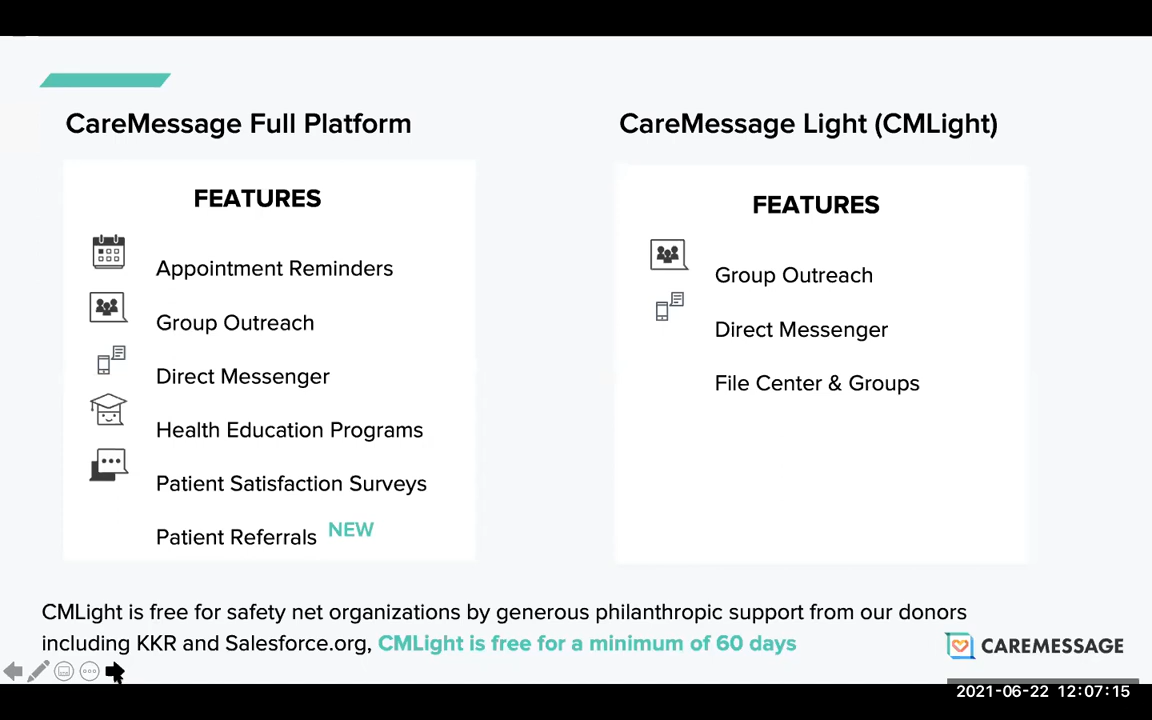 CareMessage Full Platform
FEATURES
Appointment Reminders
Group Outreach
Direct Messenger
Health Education Programs
Patient Satisfaction Surveys
Patient Referrals NEW
CareMessage Light (CMLight)
FEATURES
Group Outreach
Direct Messenger
File Center & Groups
CMLight is free for safety net organizations by generous philanthropic support from our donors
including KKR and Salesforce.org, CMLight is free for a minimum of 60 days
CAREMESSAGE
2021-06-22 12:07:15